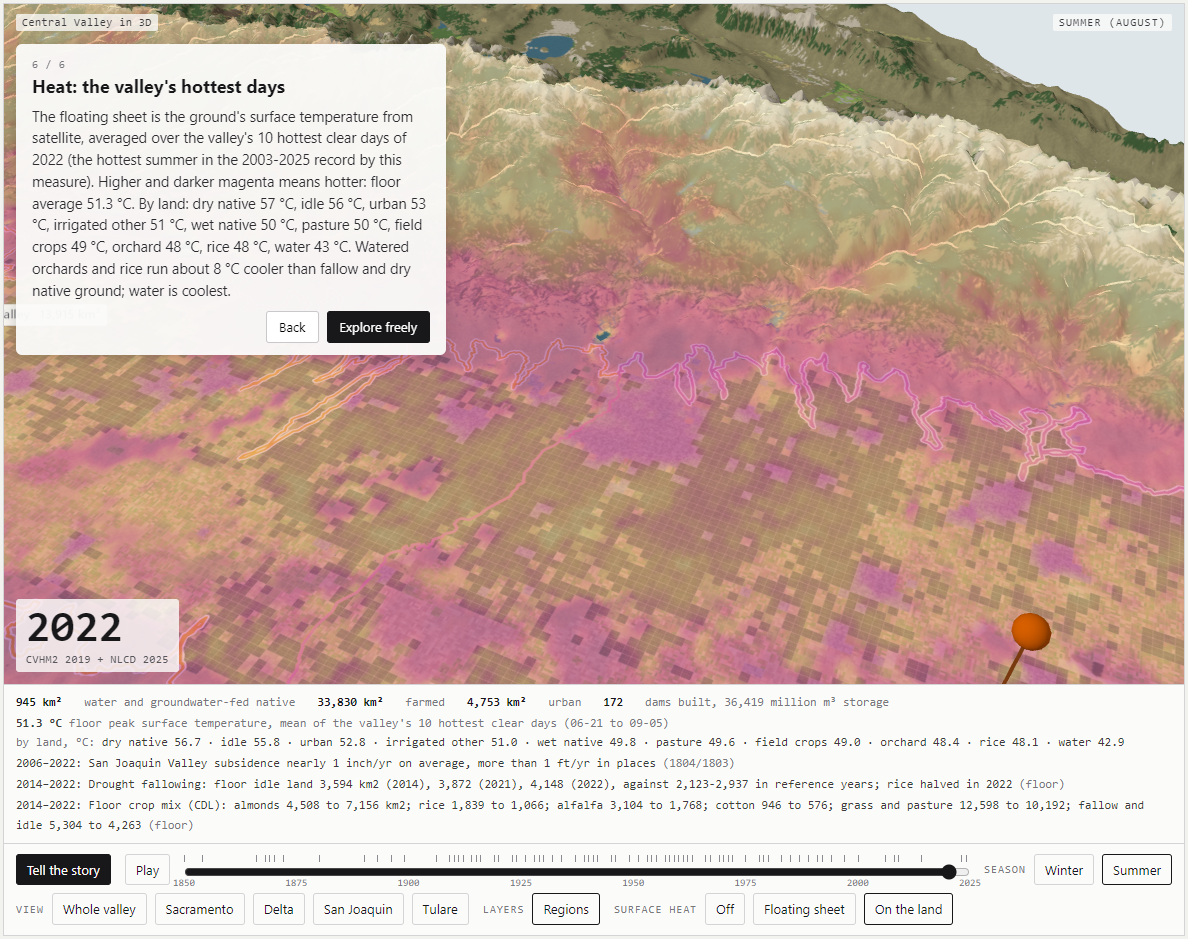 Central Valley in 3D
SUMMER (AUGUST)
6 / 6
Heat: the valley's hottest days
The floating sheet is the ground's surface temperature from
satellite, averaged over the valley's 10 hottest clear days of
2022 (the hottest summer in the 2003-2025 record by this
measure). Higher and darker magenta means hotter: floor
average 51.3 °C. By land: dry native 57 °C, idle 56 °C, urban 53
°C, irrigated other 51 °C, wet native 50 °C, pasture 50 °C, field
crops 49 °C, orchard 48 °C, rice 48 °C, water 43 °C. Watered
orchards and rice run about 8 °C cooler than fallow and dry
native ground; water is coolest.
Back
Explore freely
2022
CVHM2 2019 + NLCD 2025
945 km² water and groundwater-fed native 33,830 km² farmed 4,753 km² urban 172 dams built, 36,419 million m³ storage
51.3 °C floor peak surface temperature, mean of the valley's 10 hottest clear days (06-21 to 09-05)
by land, °C: dry native 56.7 · idle 55.8 · urban 52.8 · irrigated other 51.0 · wet native 49.8 · pasture 49.6 · field crops 49.0 · orchard 48.4 · rice 48.1 · water 42.9
2006–2022: San Joaquin Valley subsidence nearly 1 inch/yr on average, more than 1 ft/yr in places (1804/1803)
2014–2022: Drought fallowing: floor idle land 3,594 km2 (2014), 3,872 (2021), 4,148 (2022), against 2,123-2,937 in reference years; rice halved in 2022 (floor)
2014–2022: Floor crop mix (CDL): almonds 4,508 to 7,156 km2; rice 1,839 to 1,066; alfalfa 3,104 to 1,768; cotton 946 to 576; grass and pasture 12,598 to 10,192; fallow and
idle 5,304 to 4,263 (floor)
Tell the story
Play
1850 1875 1900 1925 1950 1975 2000 2025
SEASON Winter Summer
VIEW Whole valley Sacramento Delta San Joaquin Tulare LAYERS Regions SURFACE HEAT Off Floating sheet On the land